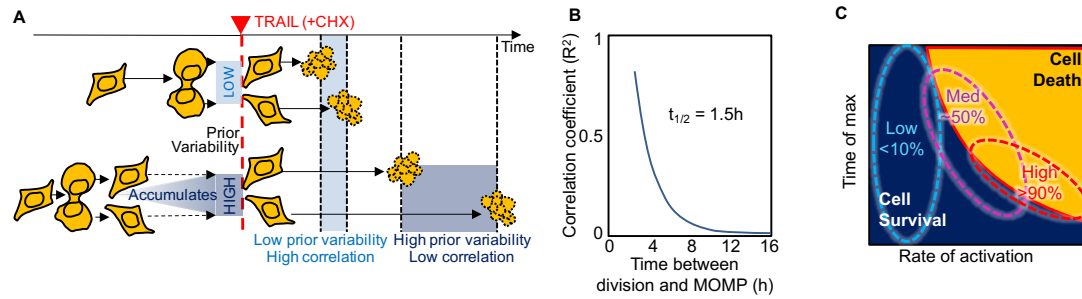 A
TRAIL (+CHX)
Time
LOW
Prior
Variability
Accumulates
HIGH
Low prior variability
High correlation
High prior variability
Low correlation
B
Correlation coefficient (R²)
1
0.5
0
t1/2 = 1.5h
0 4 8 12 16
Time between
division and MOMP (h)
C
Time of max
Cell
Death
Med
~50%
Low
<10%
High
≥90%
Cell
Survival
Rate of activation